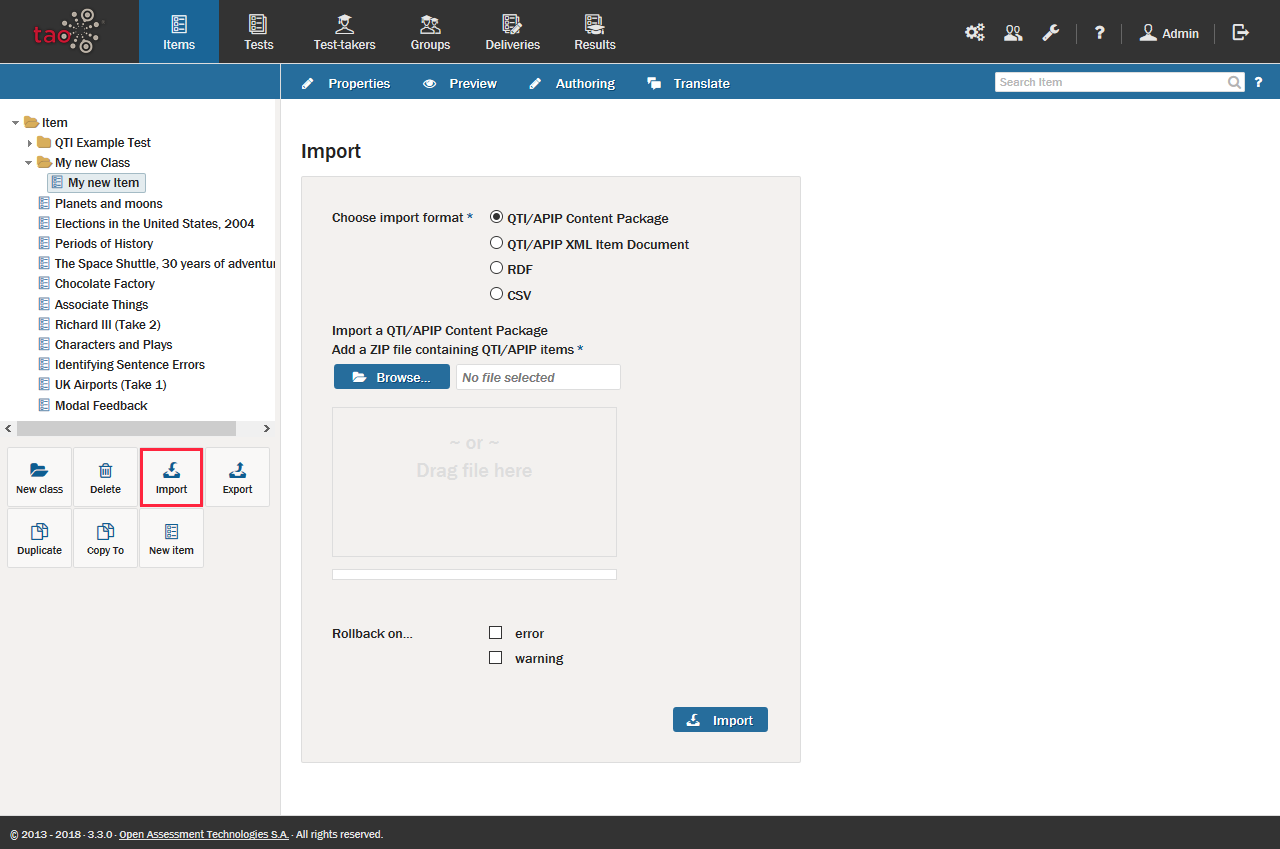 tao
Items
Tests
Test-takers
Groups
Deliveries
Results
?
Admin
Properties
Preview
Authoring
Translate
Search Item
?
Item
QTI Example Test
My new Class
My new Item
Planets and moons
Elections in the United States, 2004
Periods of History
The Space Shuttle, 30 years of adventur
Chocolate Factory
Associate Things
Richard III (Take 2)
Characters and Plays
Identifying Sentence Errors
UK Airports (Take 1)
Modal Feedback
New class
Delete
Import
Export
Duplicate
Copy To
New item
Import
Choose import format *
QTI/APIP Content Package
QTI/APIP XML Item Document
RDF
CSV
Import a QTI/APIP Content Package
Add a ZIP file containing QTI/APIP items *
Browse...
No file selected
~ or ~
Drag file here
Rollback on...
error
warning
Import
© 2013 - 2018 · 3.3.0 · Open Assessment Technologies S.A. · All rights reserved.